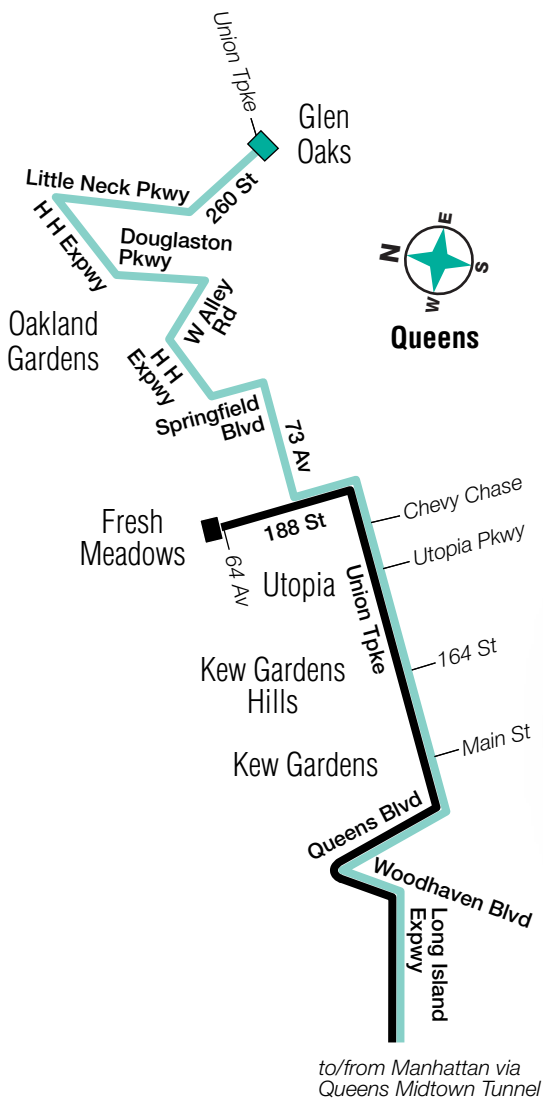 Union Tpke
Glen
Oaks
Little Neck Pkwy
260 St
H H Expwy
Douglaston
Pkwy
N
E
S
W
Queens
Oakland
Gardens
W Alley
Rd
H H
Expwy
Springfield
Blvd
73 Av
Fresh
Meadows
188 St
64 Av
Chevy Chase
Utopia Pkwy
Utopia
Union Tpke
164 St
Kew Gardens
Hills
Main St
Kew Gardens
Queens Blvd
Woodhaven Blvd
Long Island
Expwy
to/from Manhattan via
Queens Midtown Tunnel